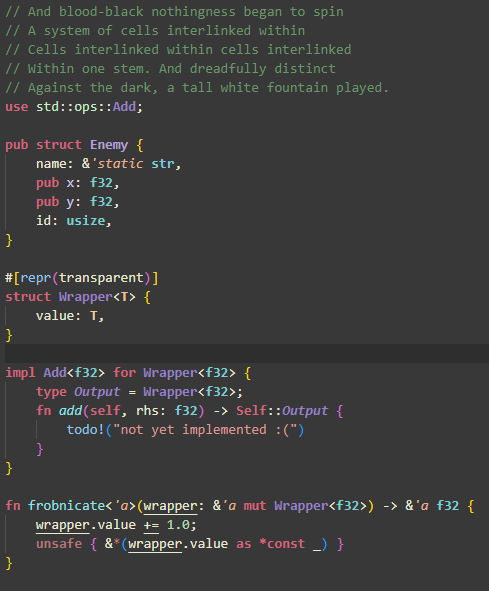 // And blood-black nothingness began to spin
// A system of cells interlinked within
// Cells interlinked within cells interlinked
// Within one stem. And dreadfully distinct
// Against the dark, a tall white fountain played.
use std::ops::Add;

pub struct Enemy {
    name: &'static str,
    pub x: f32,
    pub y: f32,
    id: usize,
}

#[repr(transparent)]
struct Wrapper<T> {
    value: T,
}

impl Add<f32> for Wrapper<f32> {
    type Output = Wrapper<f32>;
    fn add(self, rhs: f32) -> Self::Output {
        todo!("not yet implemented :(")
    }
}

fn frobnicate<'a>(wrapper: &'a mut Wrapper<f32>) -> &'a f32 {
    wrapper.value += 1.0;
    unsafe { &*(wrapper.value as *const _) }
}